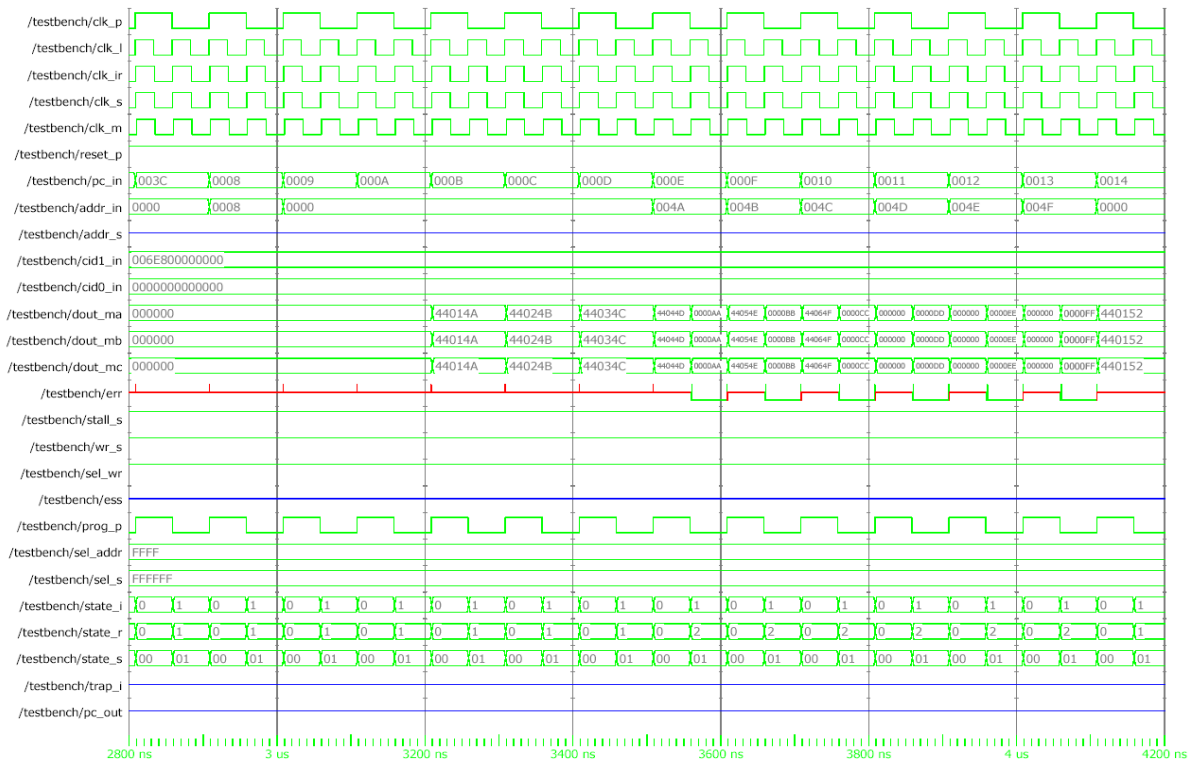 /testbench/clk_p
/testbench/clk_l
/testbench/clk_ir
/testbench/clk_s
/testbench/clk_m
/testbench/reset_p
/testbench/pc_in 003C 0008 0009 000A 000B 000C 000D 000E 000F 0010 0011 0012 0013 0014
/testbench/addr_in 0000 0008 0000 004A 004B 004C 004D 004E 004F 0000
/testbench/addr_s
/testbench/cid1_in 006E800000000
/testbench/cid0_in 0000000000000
/testbench/dout_ma 000000 44014A 44024B 44034C 44044D 0000AA 44054E 0000BB 44064F 0000CC 000000 0000DD 000000 0000EE 000000 0000FF 440152
/testbench/dout_mb 000000 44014A 44024B 44034C 44044D 0000AA 44054E 0000BB 44064F 0000CC 000000 0000DD 000000 0000EE 000000 0000FF 440152
/testbench/dout_mc 000000 44014A 44024B 44034C 44044D 0000AA 44054E 0000BB 44064F 0000CC 000000 0000DD 000000 0000EE 000000 0000FF 440152
/testbench/err
/testbench/stall_s
/testbench/wr_s
/testbench/sel_wr
/testbench/ess
/testbench/prog_p
/testbench/sel_addr FFFF
/testbench/sel_s FFFFFF
/testbench/state_i 0 1 0 1 0 1 0 1 0 1 0 1 0 1 0 1 0 1 0 1 0 1 0 1 0 1 0 1
/testbench/state_r 0 1 0 1 0 1 0 1 0 1 0 1 0 1 0 2 0 2 0 2 0 2 0 2 0 2 0 1
/testbench/state_s 00 01 00 01 00 01 00 01 00 01 00 01 00 01 00 01 00 01 00 01 00 01 00 01 00 01 00 01
/testbench/trap_i
/testbench/pc_out
2800 ns 3 us 3200 ns 3400 ns 3600 ns 3800 ns 4 us 4200 ns